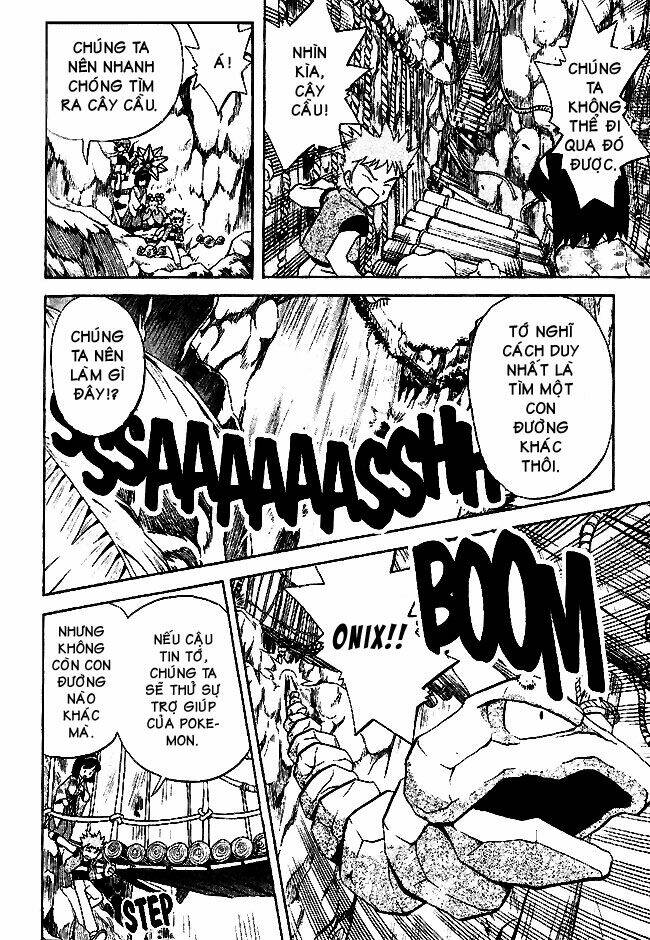 CHÚNG
TA
KHÔNG
THỂ ĐI
QUA ĐÓ
ĐƯỢC.
NHÌN
KÌA,
CÂY
CẦU!
Á!
CHÚNG TA
NÊN NHANH
CHÓNG TÌM
RA CÂY CẦU.
TỚ NGHĨ
CÁCH DUY
NHẤT LÀ
TÌM MỘT
CON
ĐƯỜNG
KHÁC
THÔI.
CHÚNG
TA NÊN
LÀM GÌ
ĐÂY!?
SSSSAAAAAAASSHH
BOOM
ONIX!!
NẾU CẬU
TIN TỚ,
CHÚNG TA
SẼ THỬ SỰ
TRỢ GIÚP
CỦA POKE-
MON.
NHƯNG
KHÔNG
CÒN CON
ĐƯỜNG
NÀO
KHÁC
MÀ.
STEP